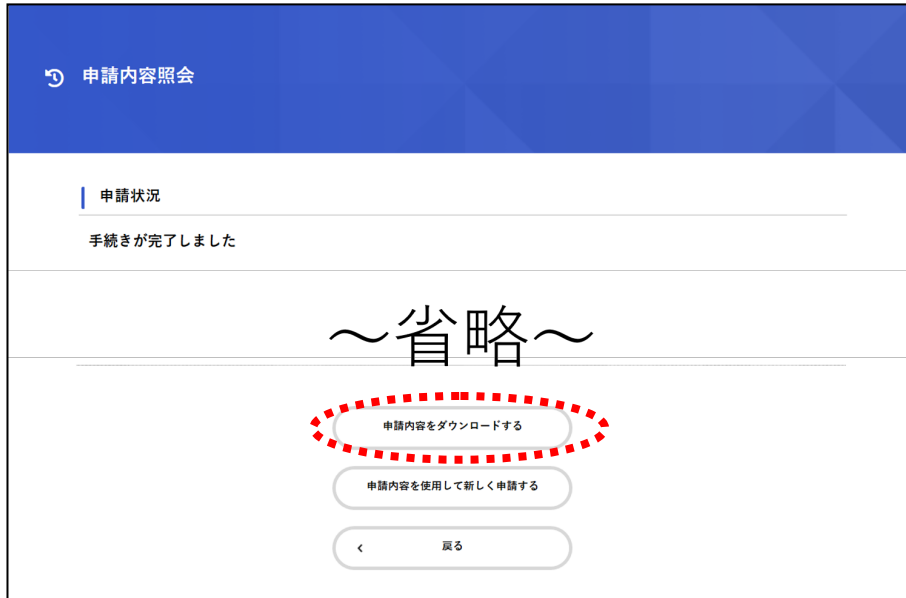 申請内容照会
申請状況
手続きが完了しました
～省略～
申請内容をダウンロードする
申請内容を使用して新しく申請する
戻る